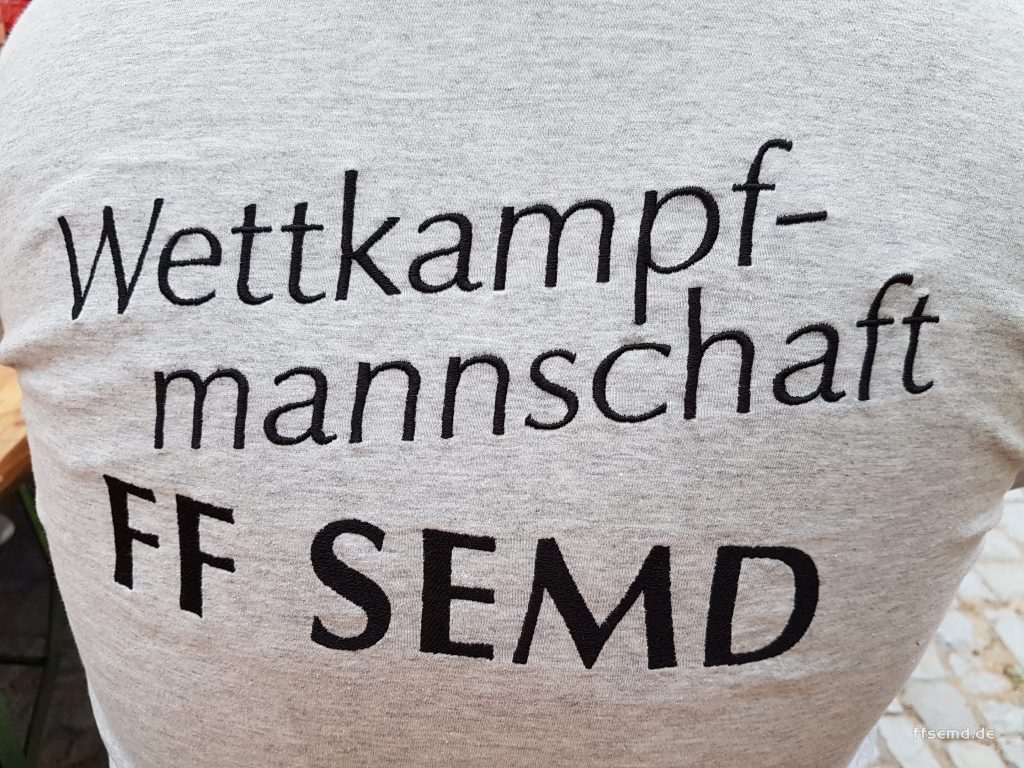 Wettkampf-
mannschaft
FF SEMD
ffsemd.de